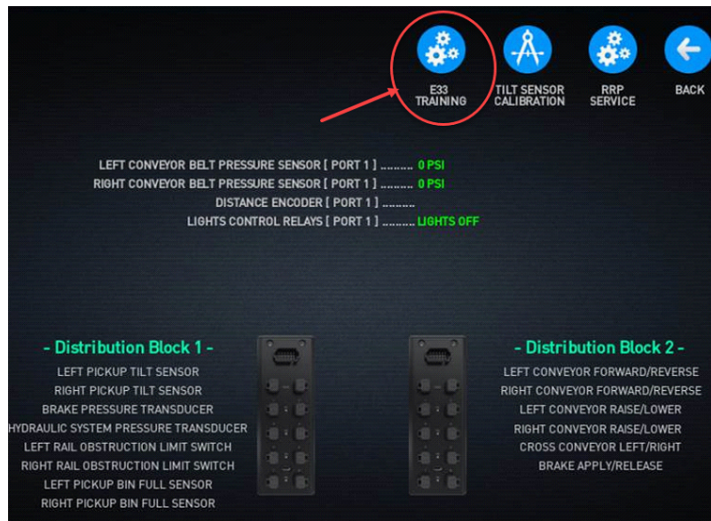 E33
TRAINING
TILT SENSOR
CALIBRATION
RRP
SERVICE
BACK
LEFT CONVEYOR BELT PRESSURE SENSOR [ PORT 1 ] .......... 0 PSI
RIGHT CONVEYOR BELT PRESSURE SENSOR [ PORT 1 ] .......... 0 PSI
DISTANCE ENCODER [ PORT 1 ] ..........
LIGHTS CONTROL RELAYS [ PORT 1 ] .......... LIGHTS OFF
- Distribution Block 1 -
LEFT PICKUP TILT SENSOR
RIGHT PICKUP TILT SENSOR
BRAKE PRESSURE TRANSDUCER
HYDRAULIC SYSTEM PRESSURE TRANSDUCER
LEFT RAIL OBSTRUCTION LIMIT SWITCH
RIGHT RAIL OBSTRUCTION LIMIT SWITCH
LEFT PICKUP BIN FULL SENSOR
RIGHT PICKUP BIN FULL SENSOR
- Distribution Block 2 -
LEFT CONVEYOR FORWARD/REVERSE
RIGHT CONVEYOR FORWARD/REVERSE
LEFT CONVEYOR RAISE/LOWER
RIGHT CONVEYOR RAISE/LOWER
CROSS CONVEYOR LEFT/RIGHT
BRAKE APPLY/RELEASE